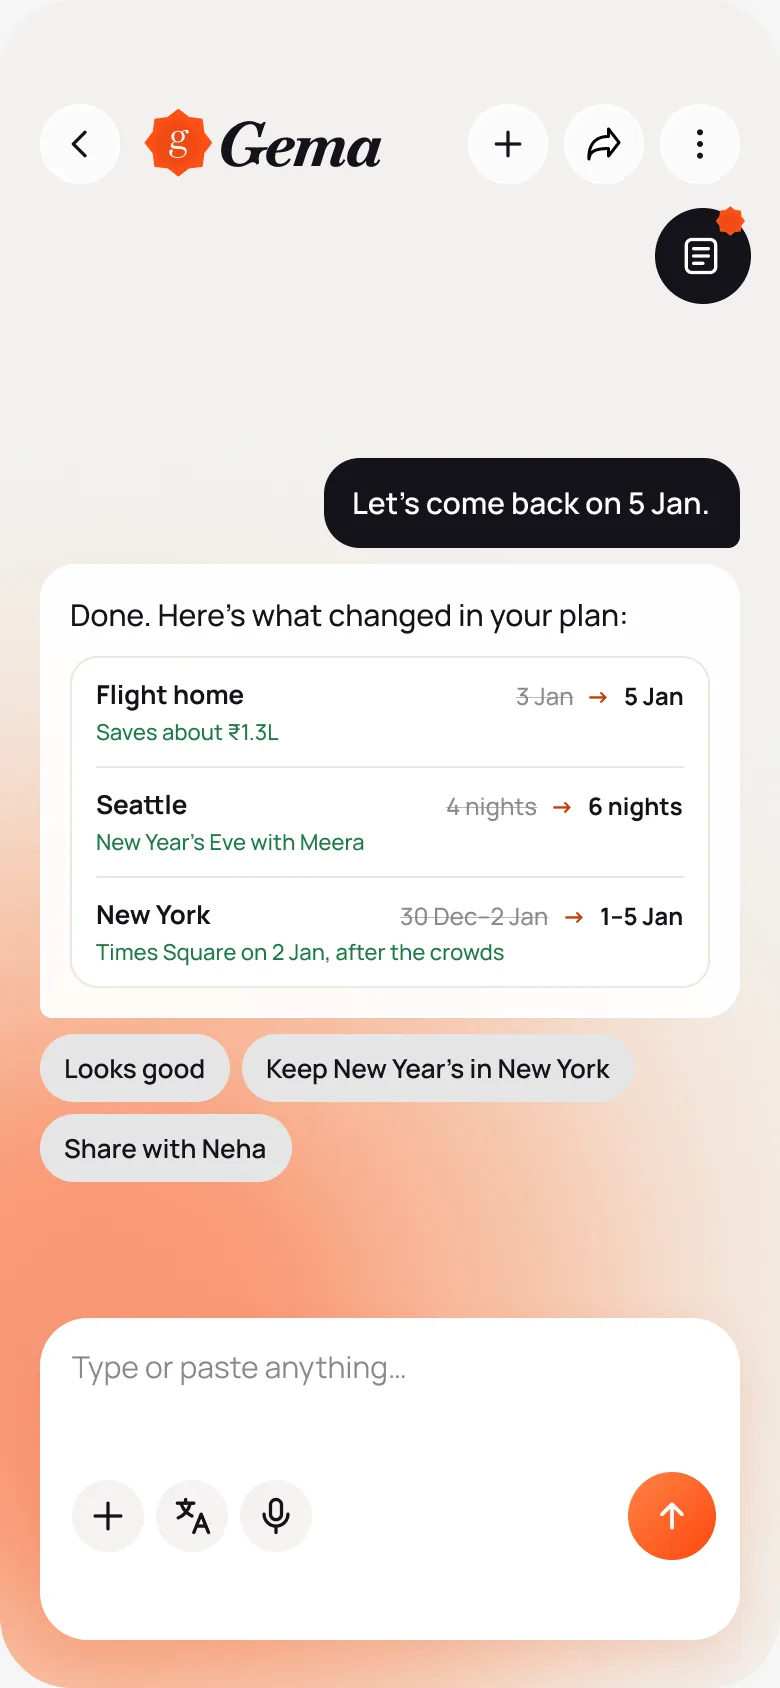 g Gema
Let's come back on 5 Jan.
Done. Here's what changed in your plan:
Flight home 3 Jan → 5 Jan
Saves about ₹1.3L
Seattle 4 nights → 6 nights
New Year's Eve with Meera
New York 30 Dec–2 Jan → 1–5 Jan
Times Square on 2 Jan, after the crowds
Looks good Keep New Year's in New York
Share with Neha
Type or paste anything...
文A